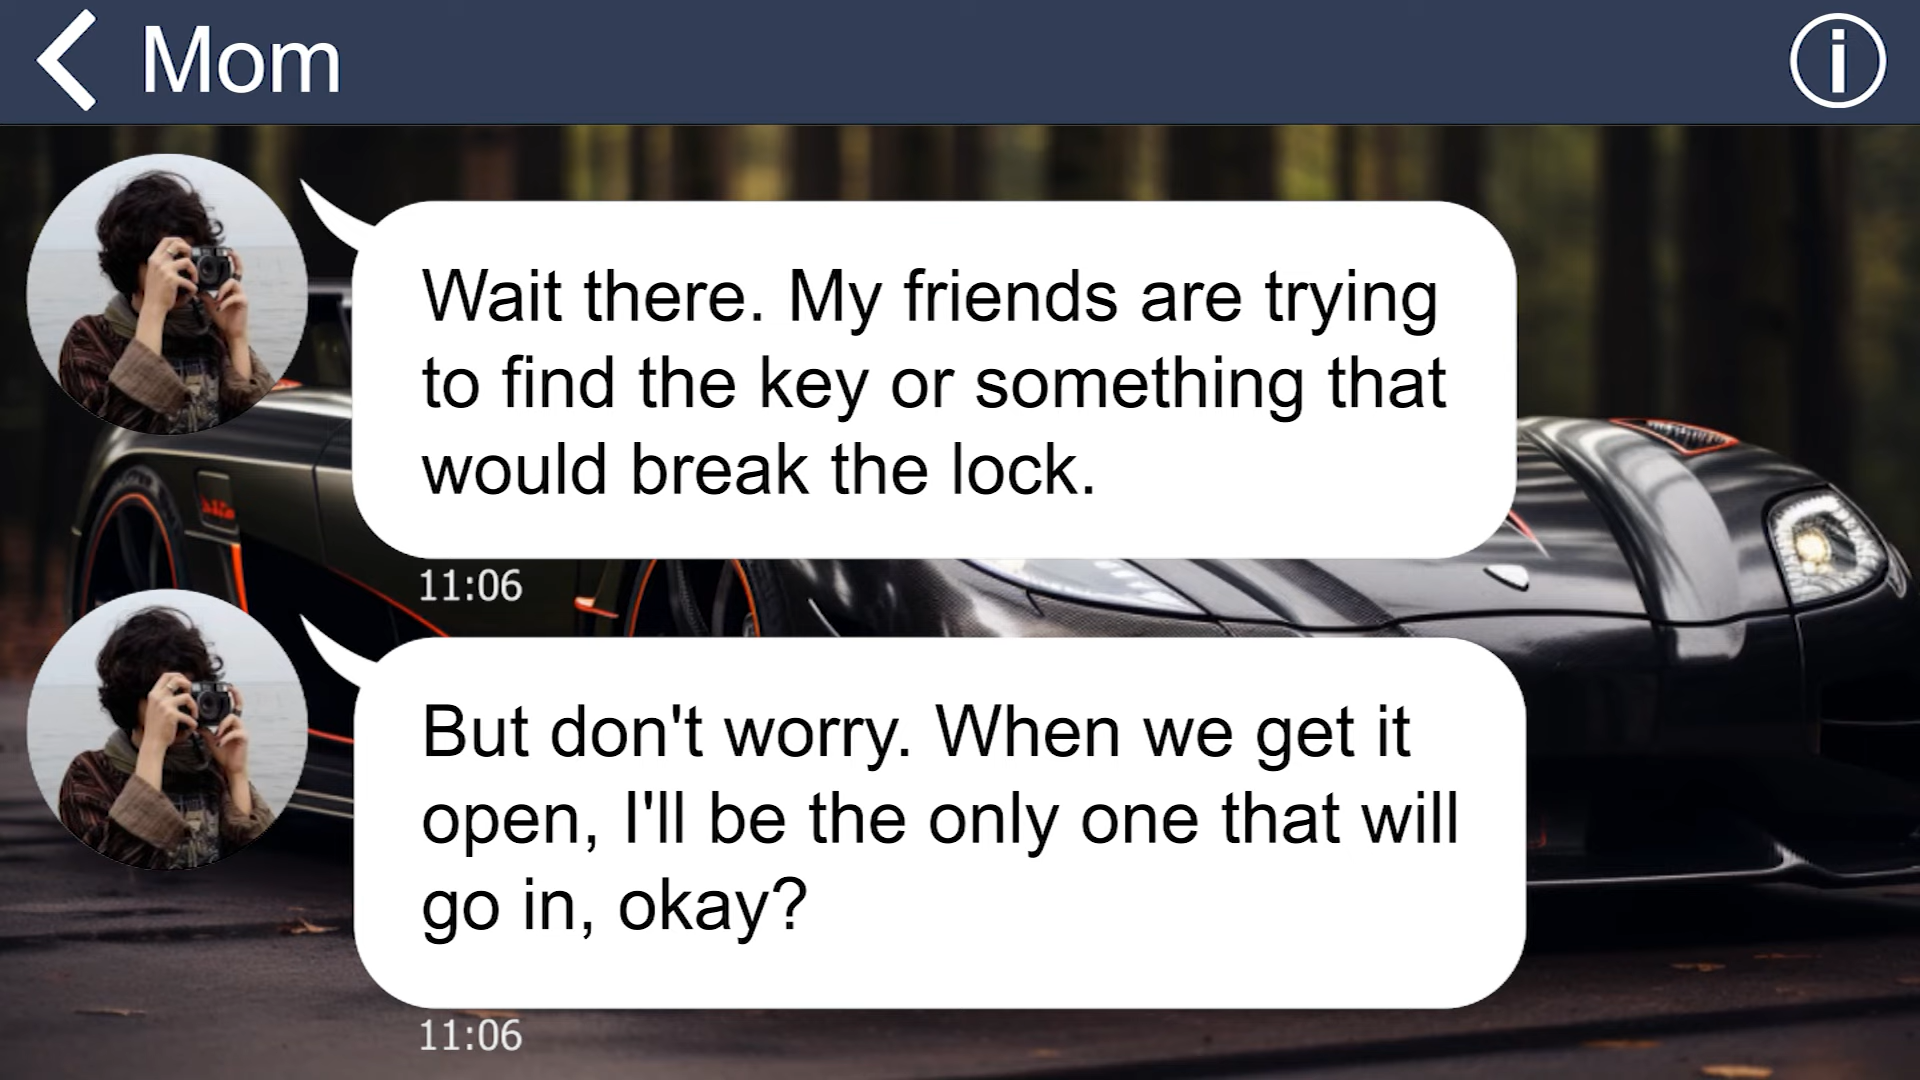 Mom
Wait there. My friends are trying
to find the key or something that
would break the lock.
11:06
But don't worry. When we get it
open, I'll be the only one that will
go in, okay?
11:06